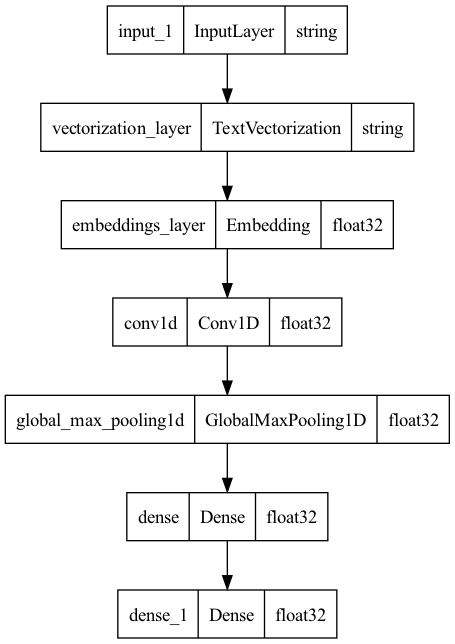 input_1 InputLayer string
vectorization_layer TextVectorization string
embeddings_layer Embedding float32
conv1d Conv1D float32
global_max_pooling1d GlobalMaxPooling1D float32
dense Dense float32
dense_1 Dense float32